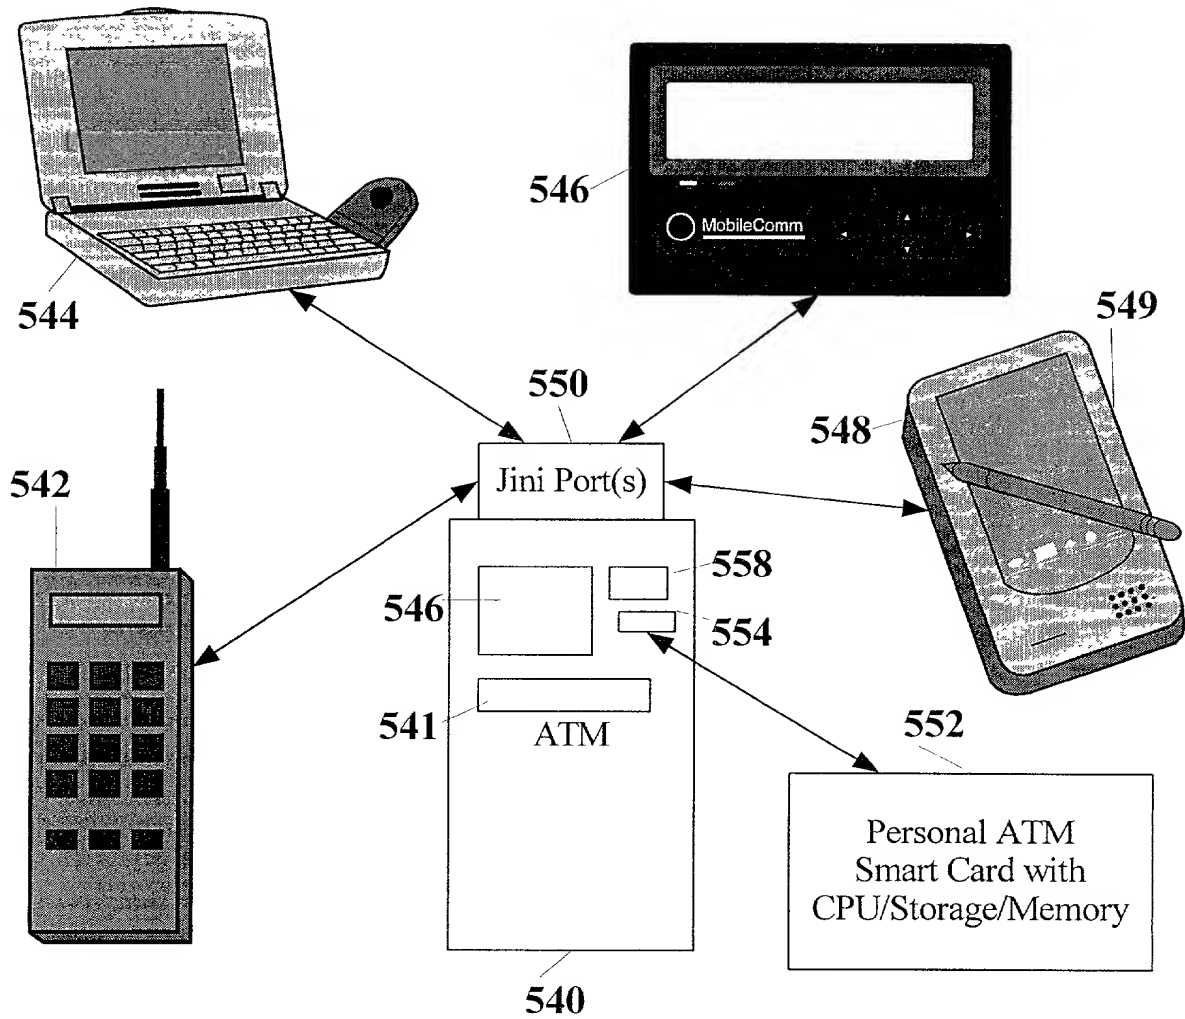 546
MobileComm
544
549
550
548
Jini Port(s)
542
558
546
554
541
ATM
552
Personal ATM
Smart Card with
CPU/Storage/Memory
540